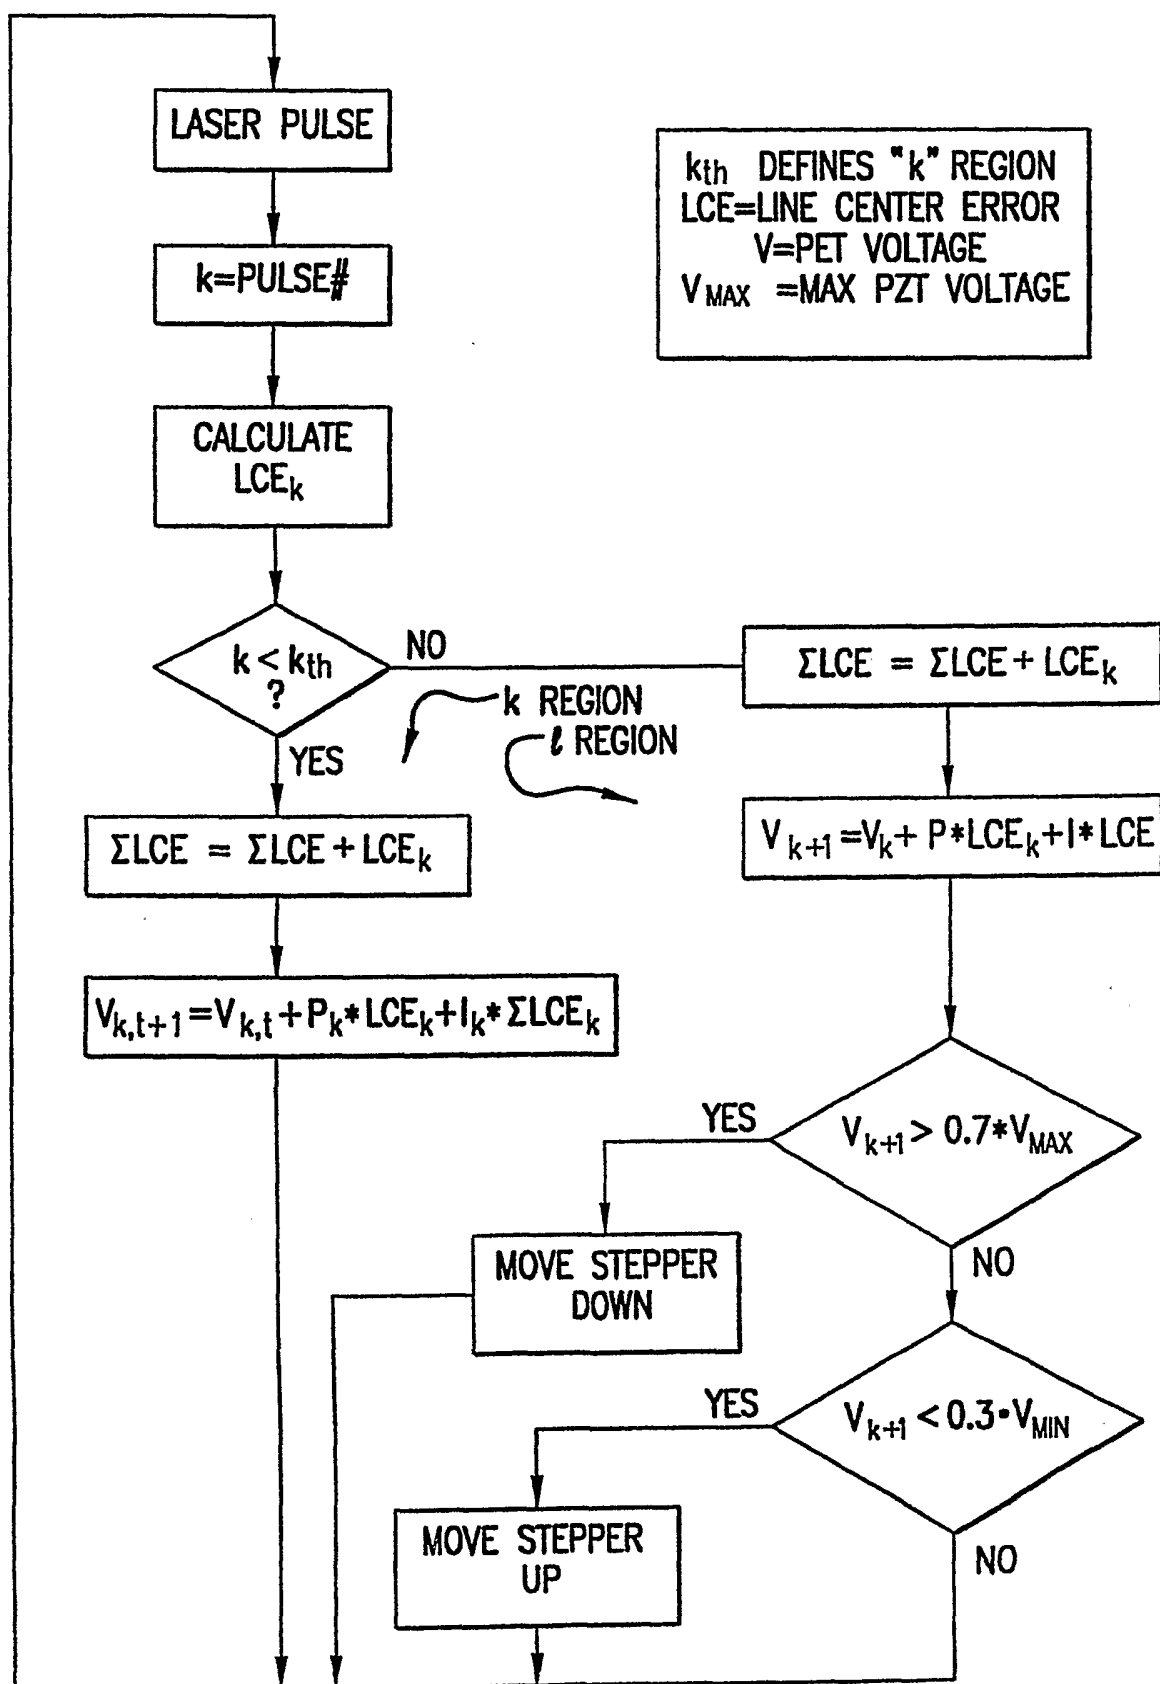 LASER PULSE
k=PULSE#
CALCULATE
LCEk
kth DEFINES "k" REGION
LCE=LINE CENTER ERROR
V=PET VOLTAGE
VMAX =MAX PZT VOLTAGE
k < kth
?
NO
YES
k REGION
ℓ REGION
ΣLCE = ΣLCE + LCEk
Vk,t+1=Vk,t+Pk*LCEk+Ik*ΣLCEk
ΣLCE = ΣLCE + LCEk
Vk+1=Vk+ P*LCEk+I*LCE
Vk+1 > 0.7*VMAX
YES
NO
MOVE STEPPER
DOWN
Vk+1 < 0.3•VMIN
YES
NO
MOVE STEPPER
UP